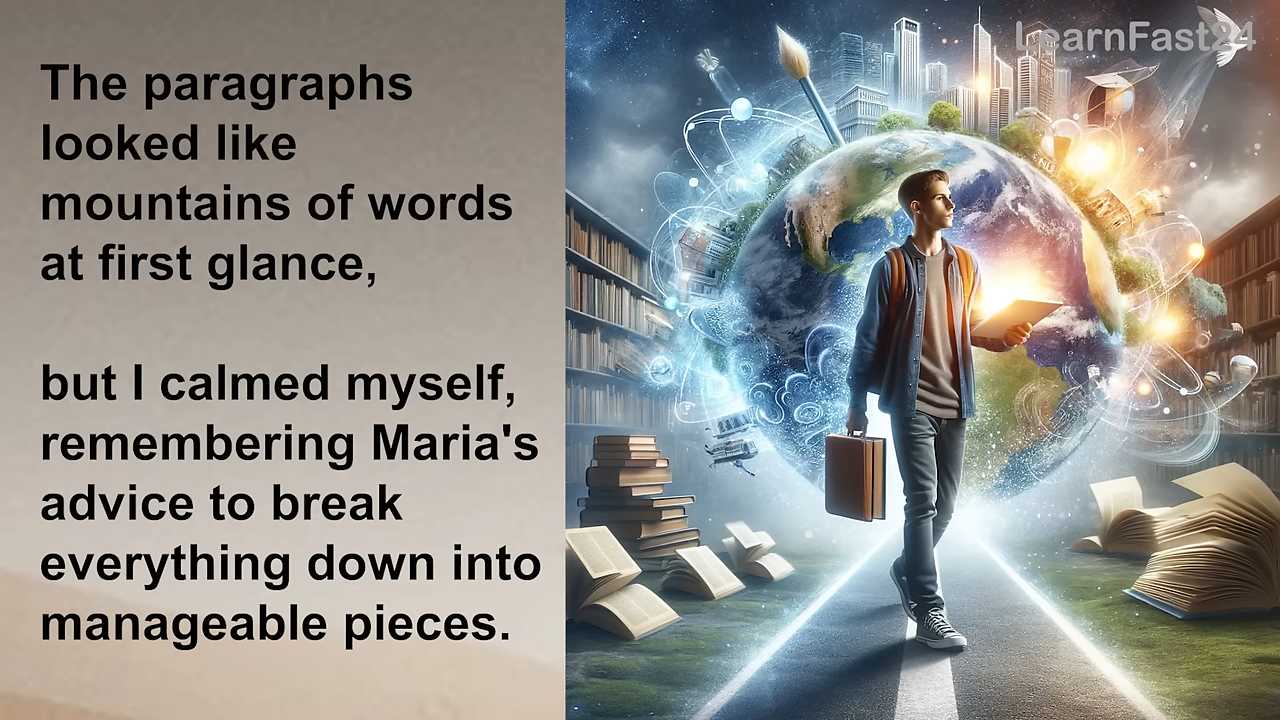 LearnFast24
The paragraphs
looked like
mountains of words
at first glance,
but I calmed myself,
remembering Maria's
advice to break
everything down into
manageable pieces.